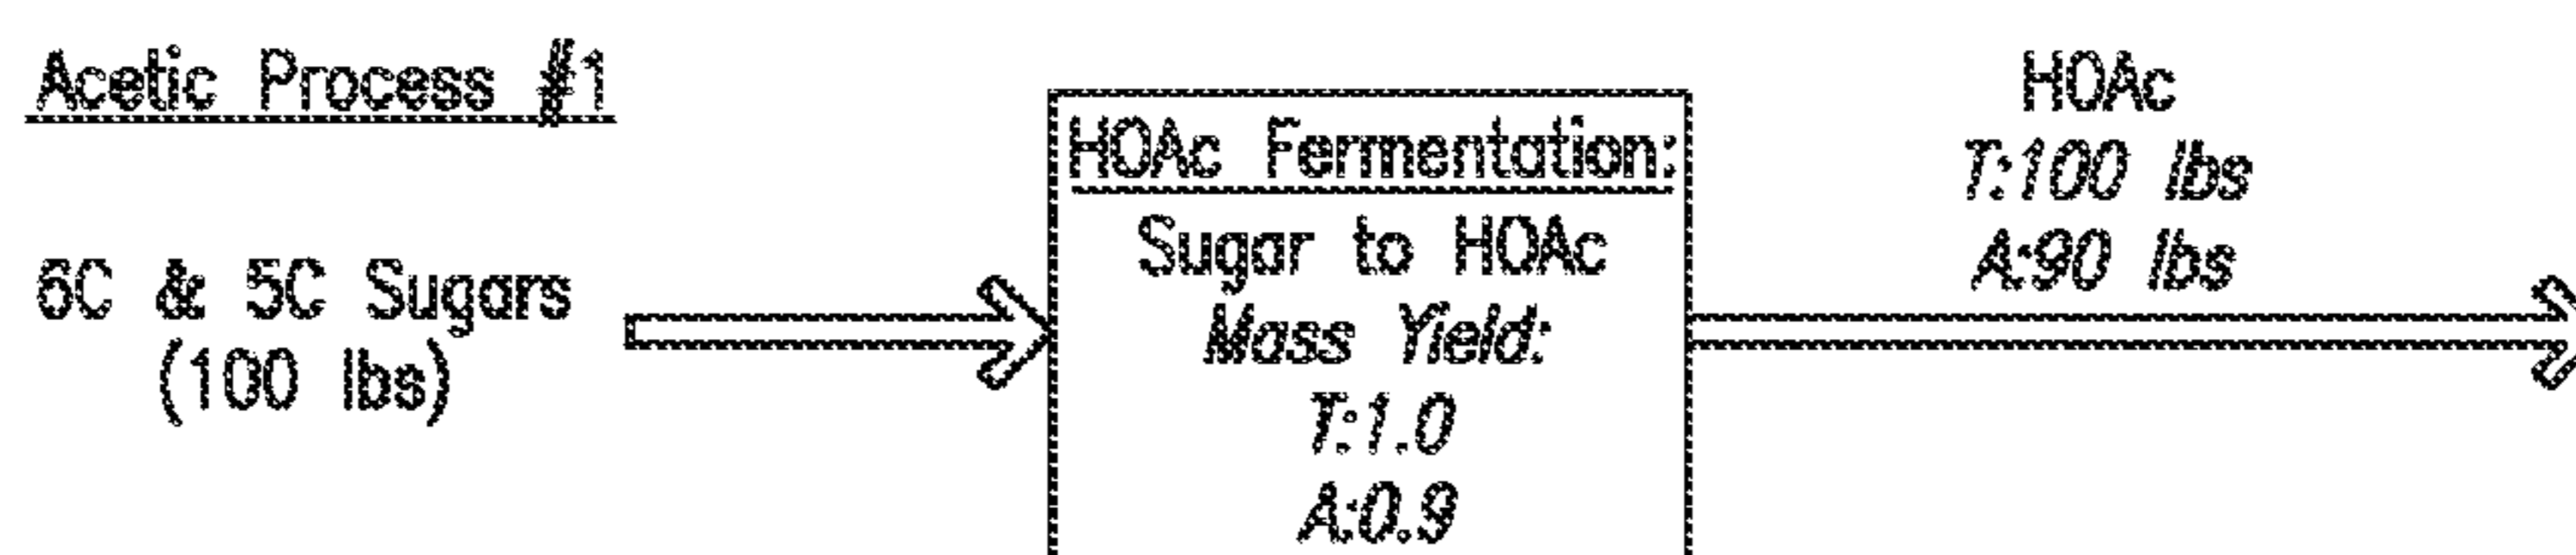 Acetic Process #1
6C & 5C Sugars
(100 lbs)
HOAc Fermentation:
Sugar to HOAc
Mass Yield:
T:1.0
A:0.9
HOAc
T:100 lbs
A:90 lbs